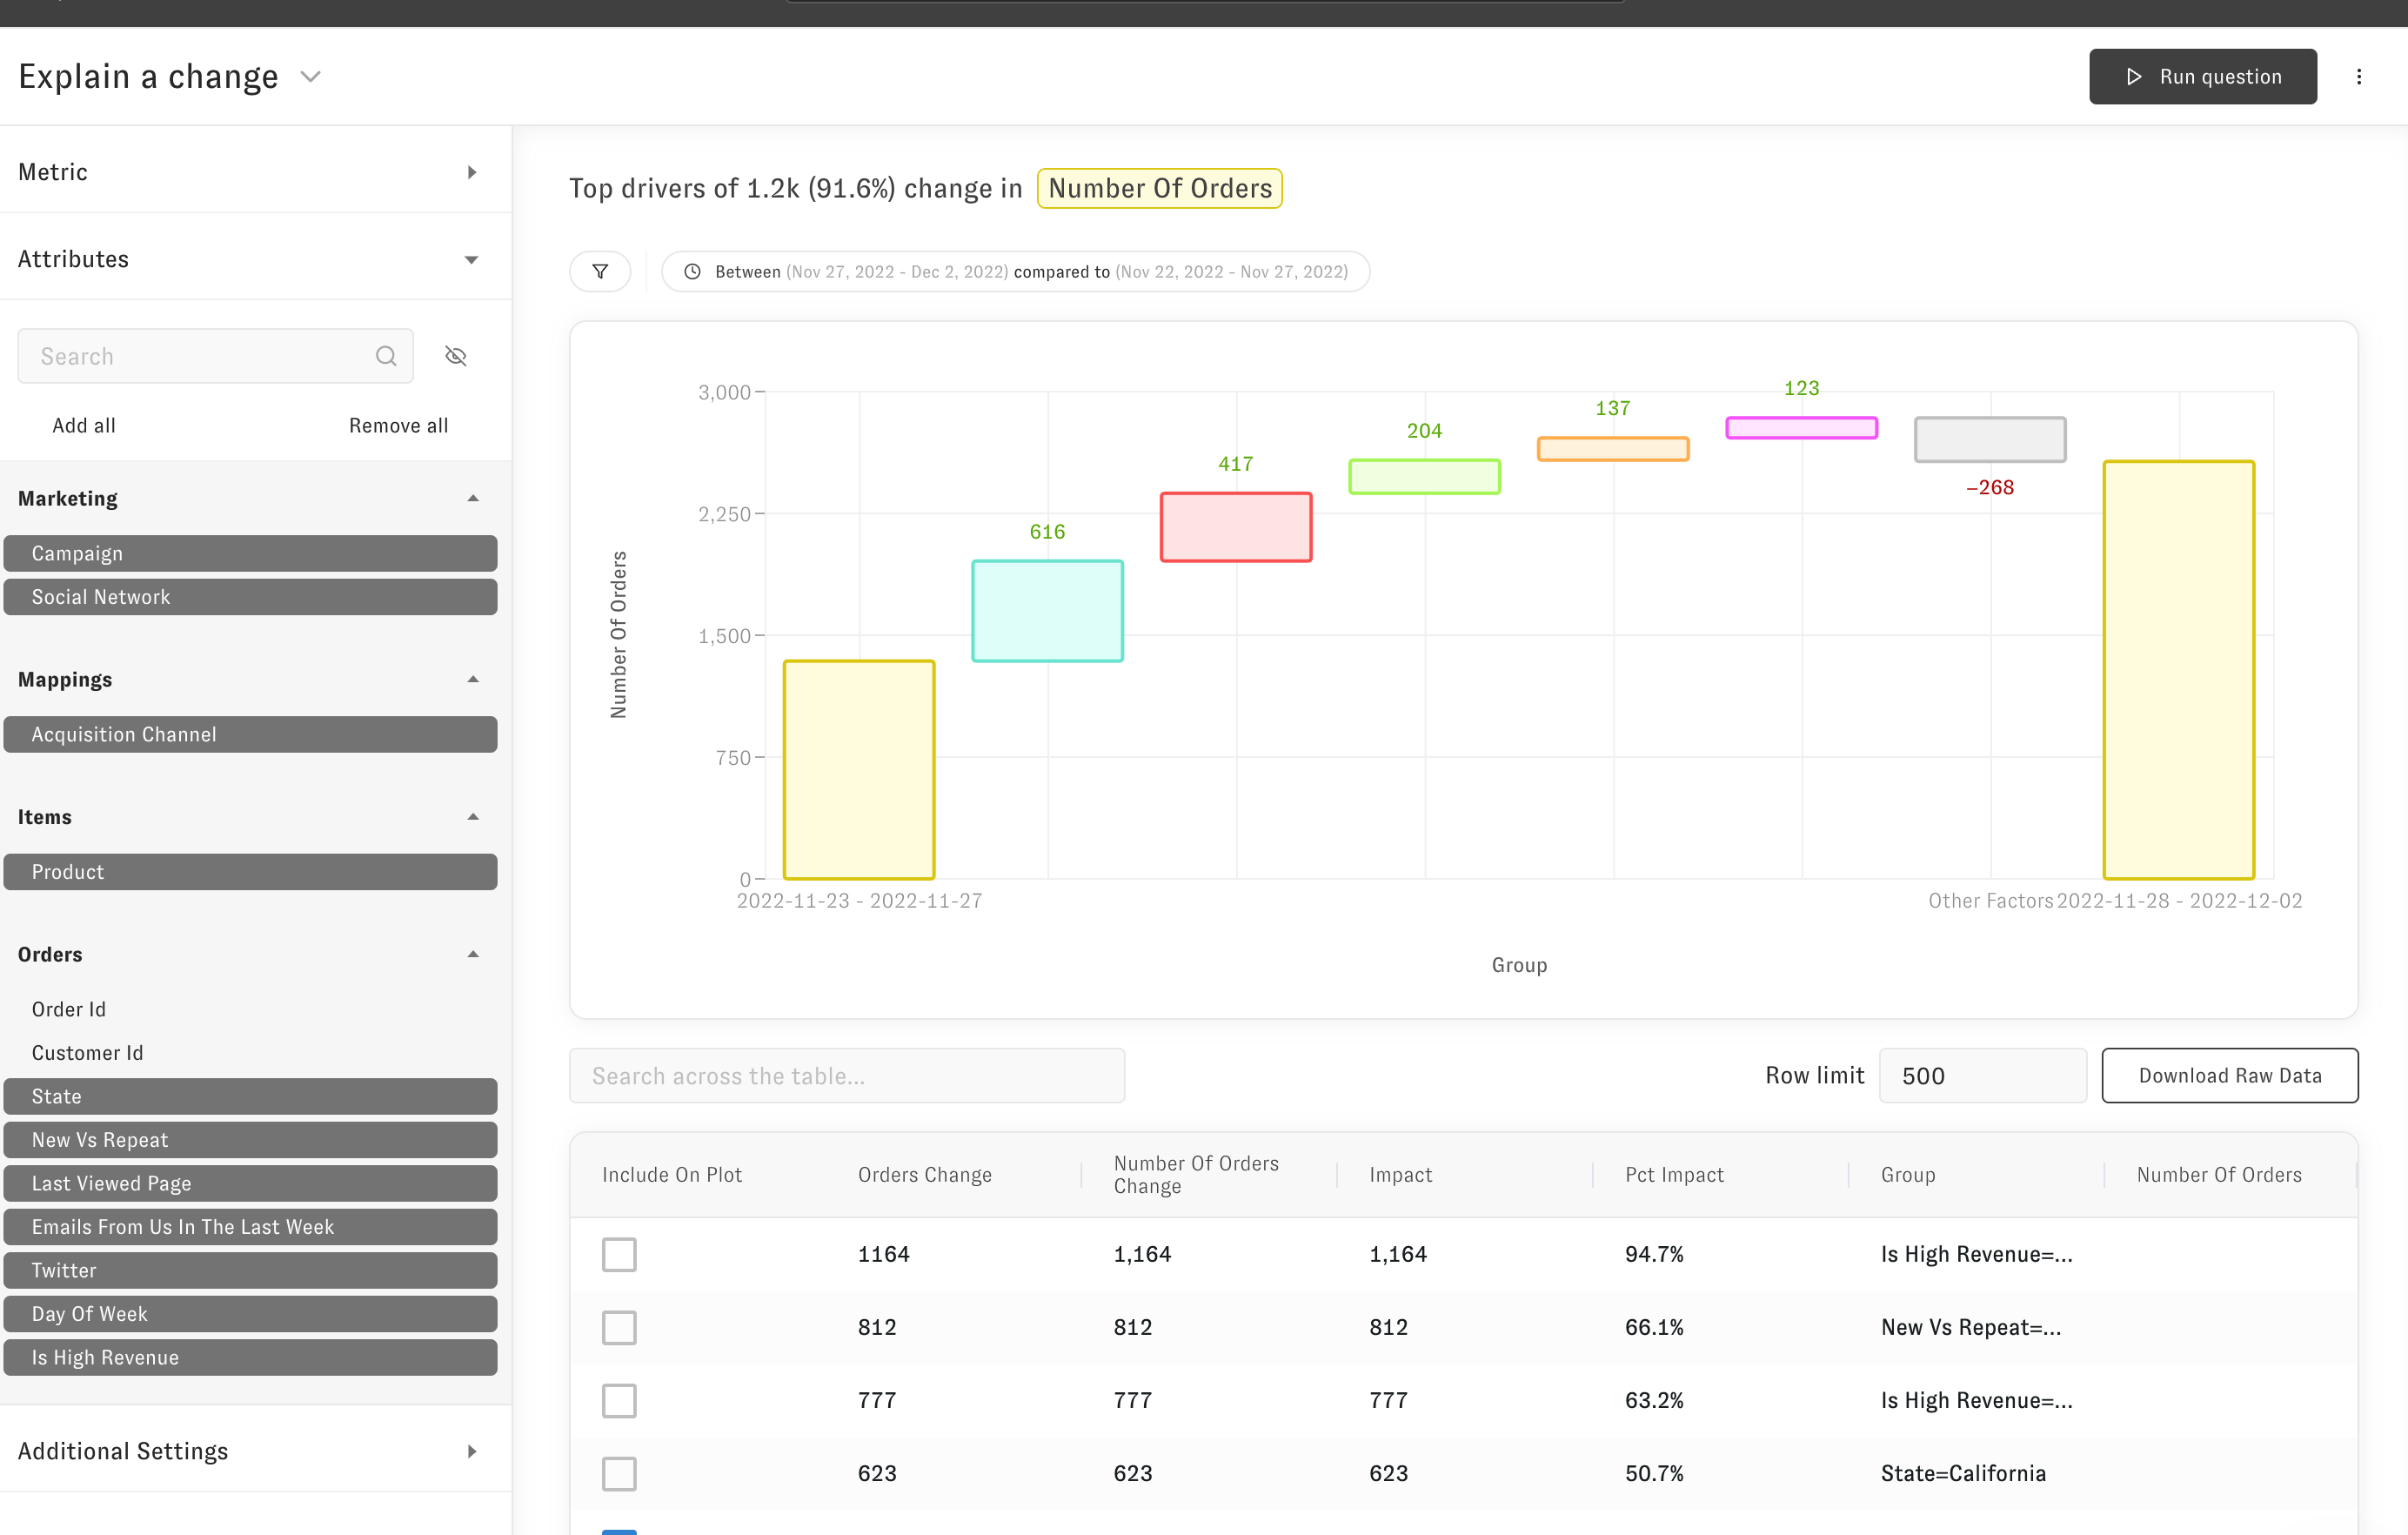 Explain a change
Run question
Metric
Attributes
Search
Add all
Remove all
Marketing
Campaign
Social Network
Mappings
Acquisition Channel
Items
Product
Orders
Order Id
Customer Id
State
New Vs Repeat
Last Viewed Page
Emails From Us In The Last Week
Twitter
Day Of Week
Is High Revenue
Additional Settings
Top drivers of 1.2k (91.6%) change in Number Of Orders
Between (Nov 27, 2022 - Dec 2, 2022) compared to (Nov 22, 2022 - Nov 27, 2022)
Number Of Orders
3,000
2,250
1,500
750
0
616
417
204
137
123
−268
2022-11-23 - 2022-11-27
Other Factors
2022-11-28 - 2022-12-02
Group
Search across the table...
Row limit
500
Download Raw Data
Include On Plot
Orders Change
Number Of Orders
Change
Impact
Pct Impact
Group
Number Of Orders
1164 1,164 1,164 94.7% Is High Revenue=...
812 812 812 66.1% New Vs Repeat=...
777 777 777 63.2% Is High Revenue=...
623 623 623 50.7% State=California